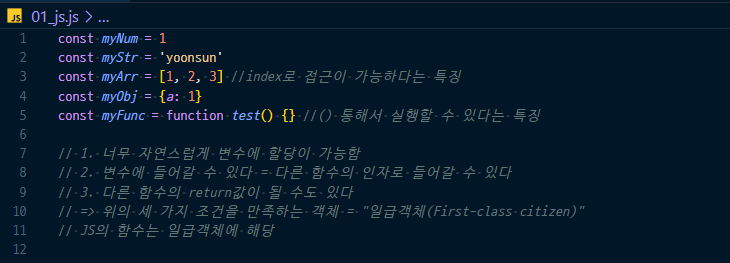 JS 01_js.js > ...
1 const myNum = 1
2 const myStr = 'yoonsun'
3 const myArr = [1, 2, 3] //index로 접근이 가능하다는 특징
4 const myObj = {a: 1}
5 const myFunc = function test() {} //() 통해서 실행할 수 있다는 특징
6
7 // 1. 너무 자연스럽게 변수에 할당이 가능함
8 // 2. 변수에 들어갈 수 있다 = 다른 함수의 인자로 들어갈 수 있다
9 // 3. 다른 함수의 return값이 될 수도 있다
10 // => 위의 세 가지 조건을 만족하는 객체 = "일급객체(First-class citizen)"
11 // JS의 함수는 일급객체에 해당
12